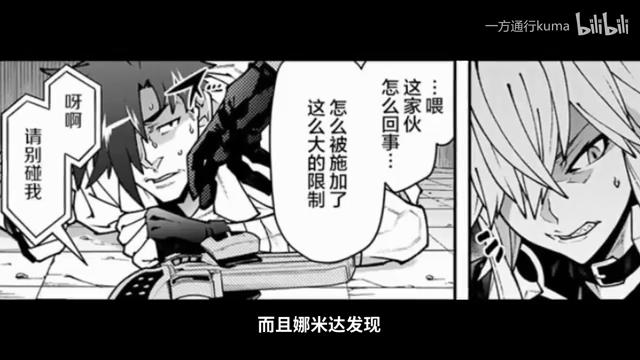 一方通行kuma bilibili
…喂
这家伙
怎么回事…
怎么被施加了
这么大的限制
呀啊
请别碰我
而且娜米达发现